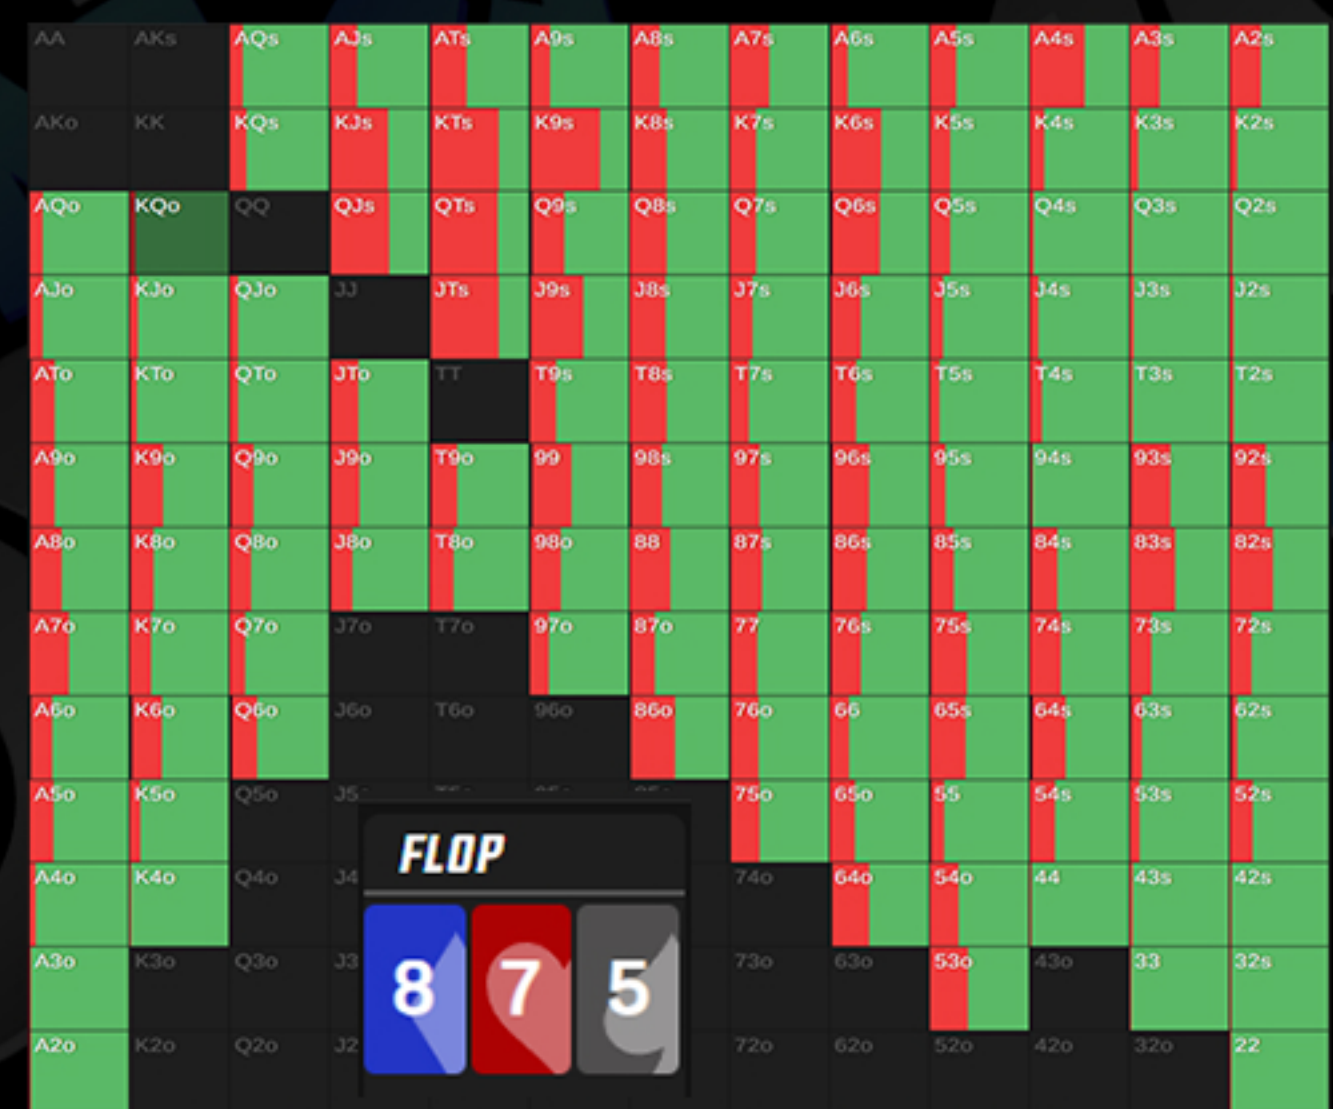 AA AKs AQs AJs ATs A9s A8s A7s A6s A5s A4s A3s A2s
AKo KK KQs KJs KTs K9s K8s K7s K6s K5s K4s K3s K2s
AQo KQo QQ QJs QTs Q9s Q8s Q7s Q6s Q5s Q4s Q3s Q2s
AJo KJo QJo JJ JTs J9s J8s J7s J6s J5s J4s J3s J2s
ATo KTo QTo JTo TT T9s T8s T7s T6s T5s T4s T3s T2s
A9o K9o Q9o J9o T9o 99 98s 97s 96s 95s 94s 93s 92s
A8o K8o Q8o J8o T8o 98o 88 87s 86s 85s 84s 83s 82s
A7o K7o Q7o J7o T7o 97o 87o 77 76s 75s 74s 73s 72s
A6o K6o Q6o J6o T6o 96o 86o 76o 66 65s 64s 63s 62s
A5o K5o Q5o J5 75o 65o 55 54s 53s 52s
A4o K4o Q4o J4 74o 64o 54o 44 43s 42s
A3o K3o Q3o J3 73o 63o 53o 43o 33 32s
A2o K2o Q2o J2 72o 62o 52o 42o 32o 22
FLOP
8 7 5